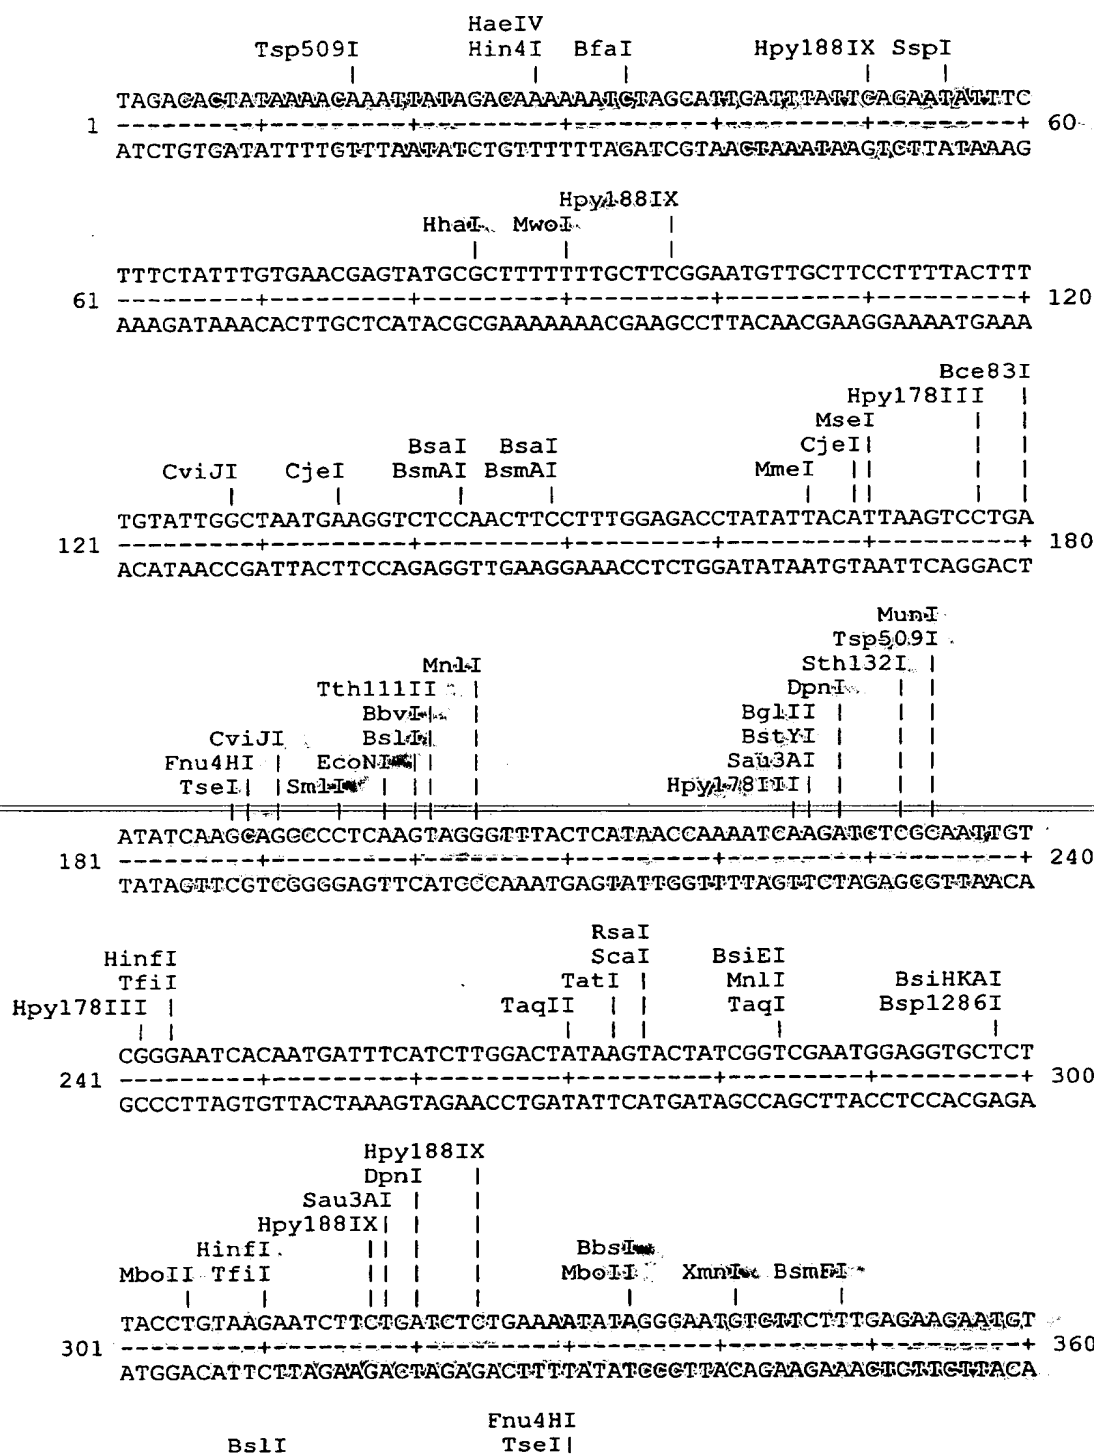 HaeIV
Tsp509I Hin4I BfaI Hpy188IX SspI
| | | | |
TAGACACTATAAAACAAATTATAGACAAAAAATCTAGCATTGATTTATTCAGAATATTTC
1 ---------+---------+---------+---------+---------+---------+ 60
ATCTGTGATATTTTGTTTAATATCTGTTTTTTAGATCGTAACTAAATAAGTCTTATAAAG
Hpy188IX
HhaI MwoI |
| | |
TTTCTATTTGTGAACGAGTATGCGCTTTTTTTGCTTCGGAATGTTGCTTCCTTTTACTTT
61 ---------+---------+---------+---------+---------+---------+ 120
AAAGATAAACACTTGCTCATACGCGAAAAAAACGAAGCCTTACAACGAAGGAAAATGAAA
Bce83I
Hpy178III |
MseI | |
BsaI BsaI CjeI| | |
CviJI CjeI BsmAI BsmAI MmeI || | |
| | | | | || | |
TGTATTGGCTAATGAAGGTCTCCAACTTCCTTTGGAGACCTATATTACATTAAGTCCTGA
121 ---------+---------+---------+---------+---------+---------+ 180
ACATAACCGATTACTTCCAGAGGTTGAAGGAAACCTCTGGATATAATGTAATTCAGGACT
MunI
Tsp509I
MnlI Sth132I |
Tth111II | DpnI | |
BbvI| | BglII | | |
CviJI BslI| | BstYI | | |
Fnu4HI | EcoNI || | Sau3AI | | |
TseI| | SmlI | || | Hpy178III| | | |
|| | | | || | || | | |
ATATCAAGCAGCCCCTCAAGTAGGGTTTACTCATAACCAAAATCAAGATCTCGCAATTGT
181 ---------+---------+---------+---------+---------+---------+ 240
TATAGTTCGTCGGGGAGTTCATCCCAAATGAGTATTGGTTTTAGTTCTAGAGCGTTAACA
RsaI
HinfI ScaI BsiEI
TfiI TatI | MnlI BsiHKAI
Hpy178III | TaqII | | TaqI Bsp1286I
| | | | | | |
CGGGAATCACAATGATTTCATCTTGGACTATAAGTACTATCGGTCGAATGGAGGTGCTCT
241 ---------+---------+---------+---------+---------+---------+ 300
GCCCTTAGTGTTACTAAAGTAGAACCTGATATTCATGATAGCCAGCTTACCTCCACGAGA
Hpy188IX
DpnI |
Sau3AI | |
Hpy188IX| | |
HinfI || | | BbsI
MboII TfiI || | | MboII XmnI BsmFI
| | || | | | | |
TACCTGTAAGAATCTTCTGATCTCTGAAAATATAGGGAATGTCTTCTTTGAGAAGAATGT
301 ---------+---------+---------+---------+---------+---------+ 360
ATGGACATTCTTAGAAGACTAGAGACTTTTATATCCCTTACAGAAGAAACTCTTCTTACA
Fnu4HI
BslI TseI|